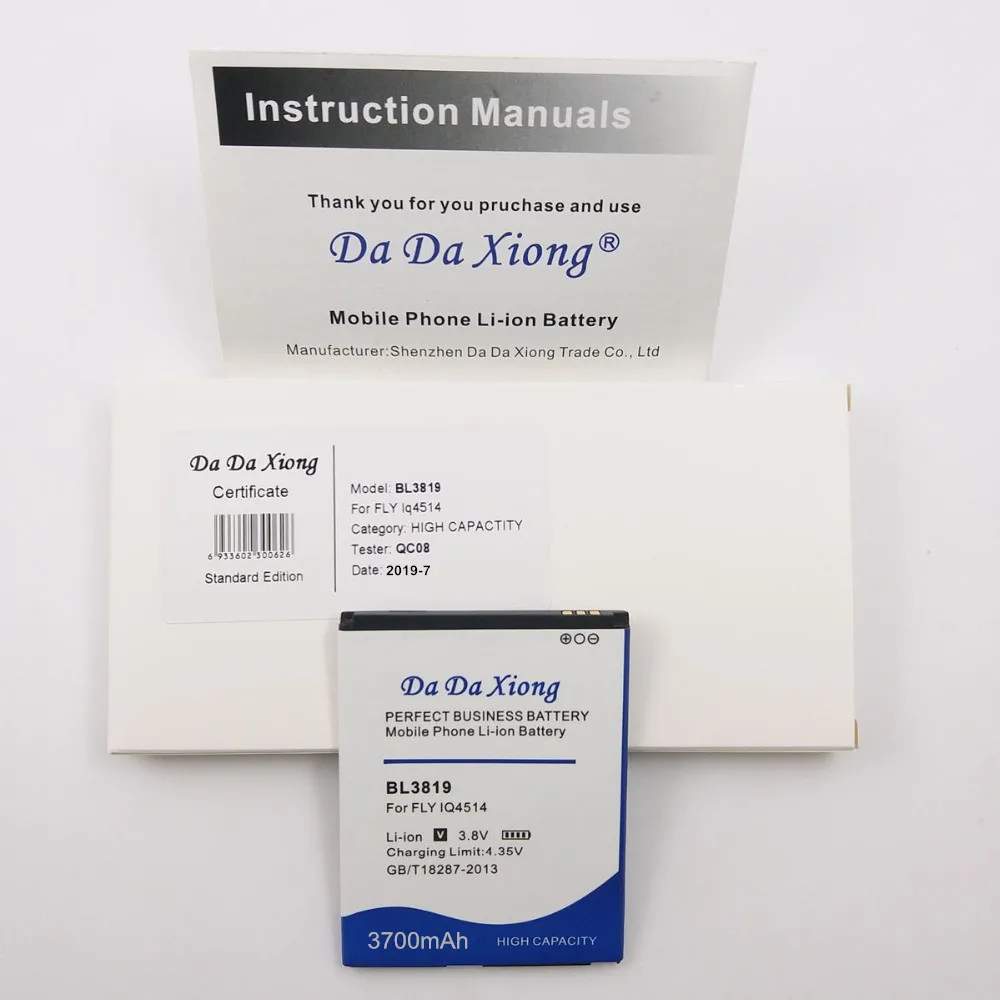 Instruction Manuals
Thank you for you pruchase and use
Da Da Xiong®
Mobile Phone Li-ion Battery
Manufacturer:Shenzhen Da Da Xiong Trade Co., Ltd
Da Da Xiong
Certificate
6 933602 300626
Standard Edition
Model: BL3819
For FLY Iq4514
Category: HIGH CAPACTITY
Tester: QC08
Date: 2019-7
⊕○⊖
Da Da Xiong
PERFECT BUSINESS BATTERY
Mobile Phone Li-ion Battery
BL3819
For FLY IQ4514
Li-ion V 3.8V
Charging Limit:4.35V
GB/T18287-2013
3700mAh HIGH CAPACITY